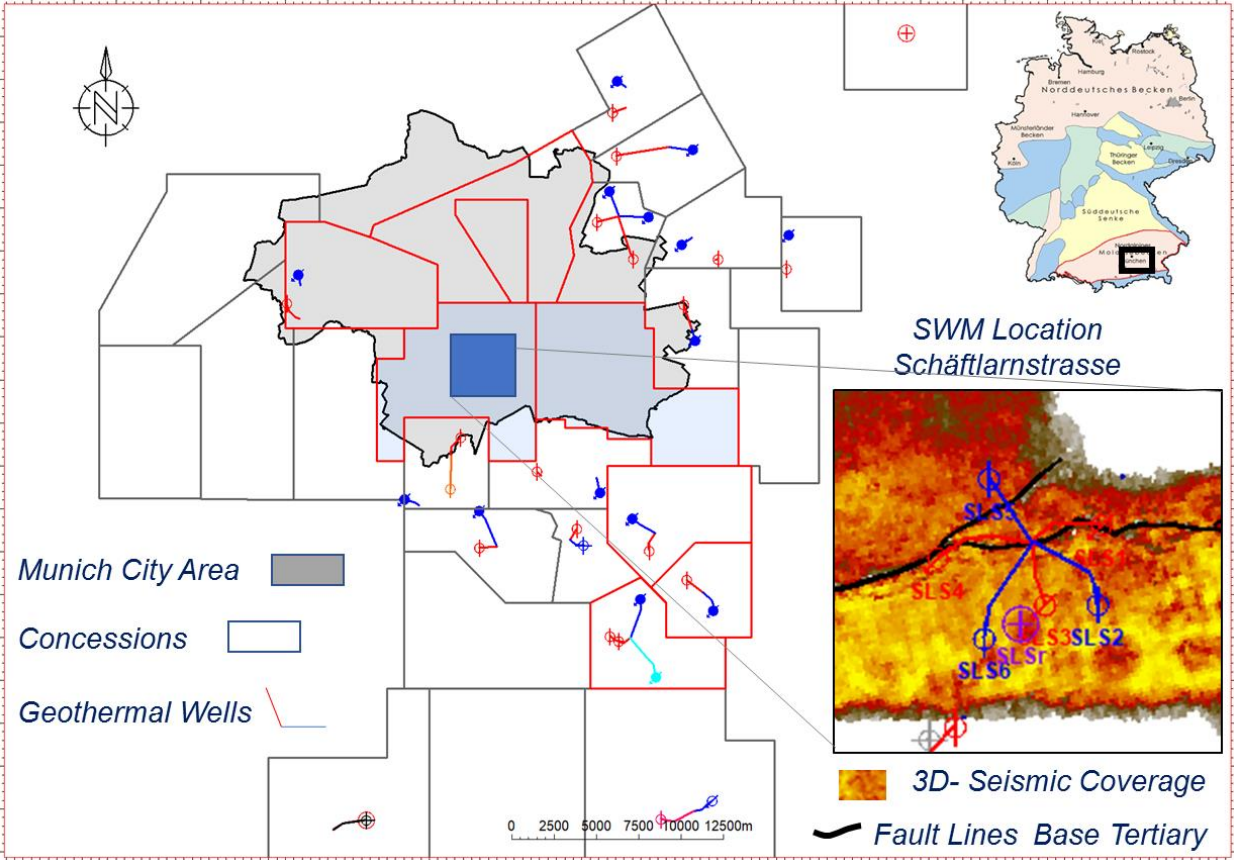 N
Kiel
Rostock
Hamburg
Bremen
Norddeutsches Becken
Berlin
Hannover
Münsterländer
Becken
Leipzig
Köln
Thüringer
Becken
Dresden
Süddeutsche
Senke
München
SWM Location
Schäftlarnstrasse
SLS5
SLS4
SLS2
SLSr
SLS6
Munich City Area
Concessions
Geothermal Wells
3D- Seismic Coverage
Fault Lines Base Tertiary
0 2500 5000 7500 10000 12500m